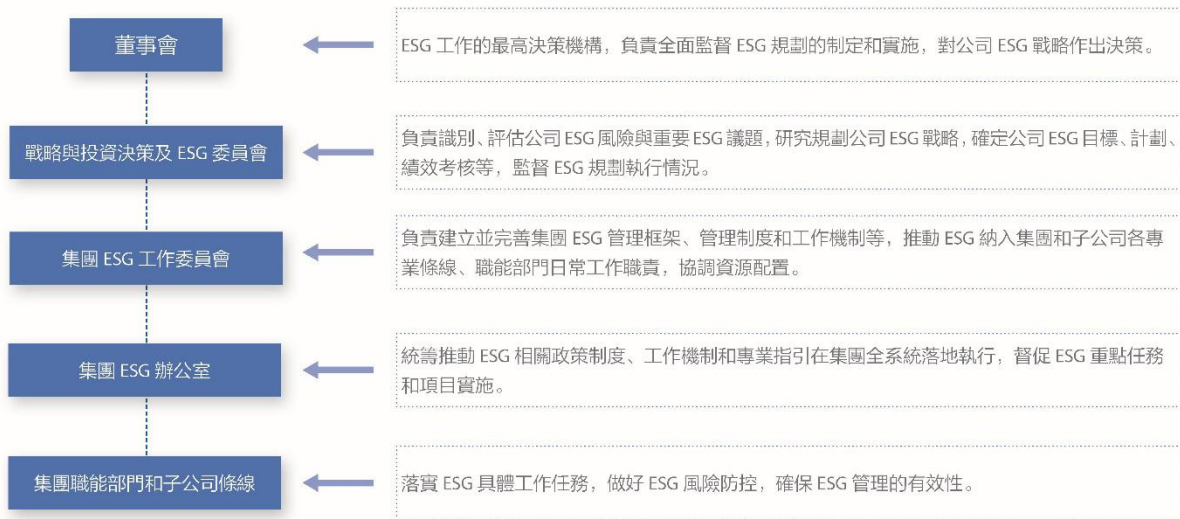 董事會
ESG 工作的最高決策機構，負責全面監督 ESG 規劃的制定和實施，對公司 ESG 戰略作出決策。
戰略與投資決策及 ESG 委員會
負責識別、評估公司 ESG 風險與重要 ESG 議題，研究規劃公司 ESG 戰略，確定公司 ESG 目標、計劃、
績效考核等，監督 ESG 規劃執行情況。
集團 ESG 工作委員會
負責建立並完善集團 ESG 管理框架、管理制度和工作機制等，推動 ESG 納入集團和子公司各專
業條線、職能部門日常工作職責，協調資源配置。
集團 ESG 辦公室
統籌推動 ESG 相關政策制度、工作機制和專業指引在集團全系統落地執行，督促 ESG 重點任務
和項目實施。
集團職能部門和子公司條線
落實 ESG 具體工作任務，做好 ESG 風險防控，確保 ESG 管理的有效性。